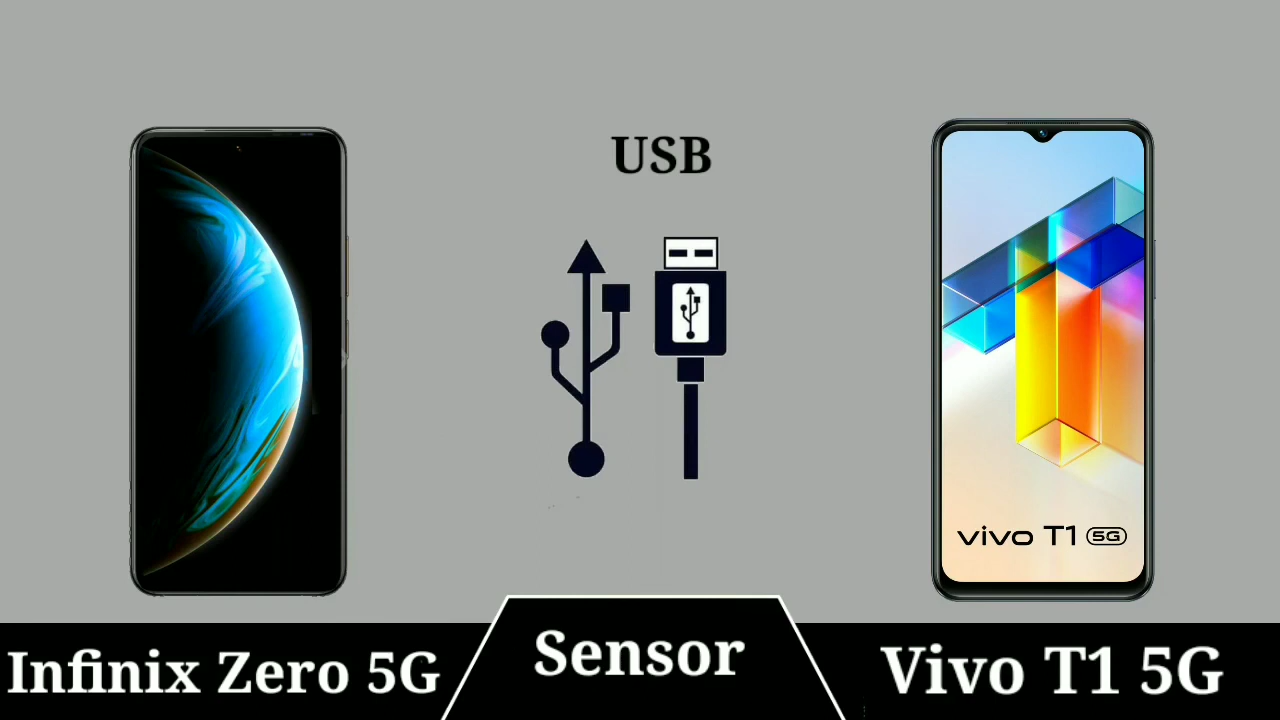 USB
vivo T1 5G
Infinix Zero 5G
Sensor
Vivo T1 5G